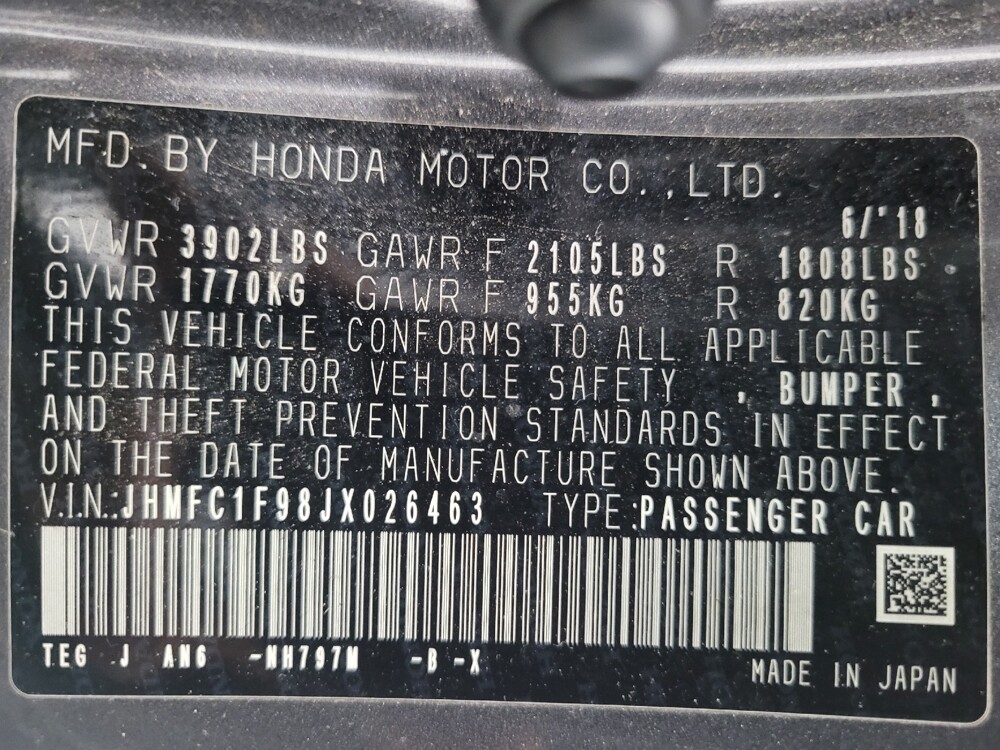 MFD. BY HONDA MOTOR CO.,LTD.
6/'18
GVWR 3902LBS GAWR F 2105LBS R 1808LBS
GVWR 1770KG GAWR F 955KG R 820KG
THIS VEHICLE CONFORMS TO ALL APPLICABLE
FEDERAL MOTOR VEHICLE SAFETY , BUMPER ,
AND THEFT PREVENTION STANDARDS IN EFFECT
ON THE DATE OF MANUFACTURE SHOWN ABOVE.
V.I.N.:JHMFC1F98JX026463 TYPE:PASSENGER CAR
TEG J AN6 -NH797M -B -X
MADE IN JAPAN